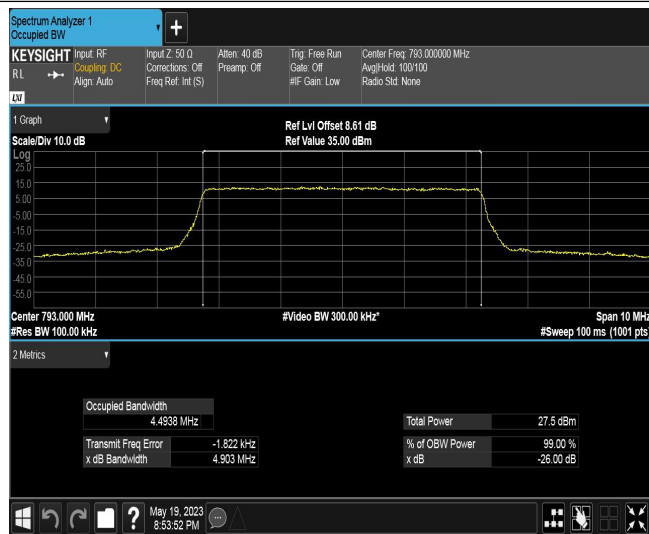 Spectrum Analyzer 1
Occupied BW
+
KEYSIGHT
RL
LXI
Input: RF
Coupling: DC
Align: Auto
Input Z: 50 Ω
Corrections: Off
Freq Ref: Int (S)
Atten: 40 dB
Preamp: Off
Trig: Free Run
Gate: Off
#IF Gain: Low
Center Freq: 793.000000 MHz
Avg|Hold: 100/100
Radio Std: None
1 Graph
Scale/Div 10.0 dB
Ref Lvl Offset 8.61 dB
Ref Value 35.00 dBm
Log
25.0
15.0
5.00
-5.00
-15.0
-25.0
-35.0
-45.0
-55.0
Center 793.000 MHz
#Video BW 300.00 kHz*
Span 10 MHz
#Res BW 100.00 kHz
#Sweep 100 ms (1001 pts)
2 Metrics
Occupied Bandwidth
4.4938 MHz
Total Power 27.5 dBm
Transmit Freq Error -1.822 kHz
% of OBW Power 99.00 %
x dB Bandwidth 4.903 MHz
x dB -26.00 dB
?
May 19, 2023
8:53:52 PM